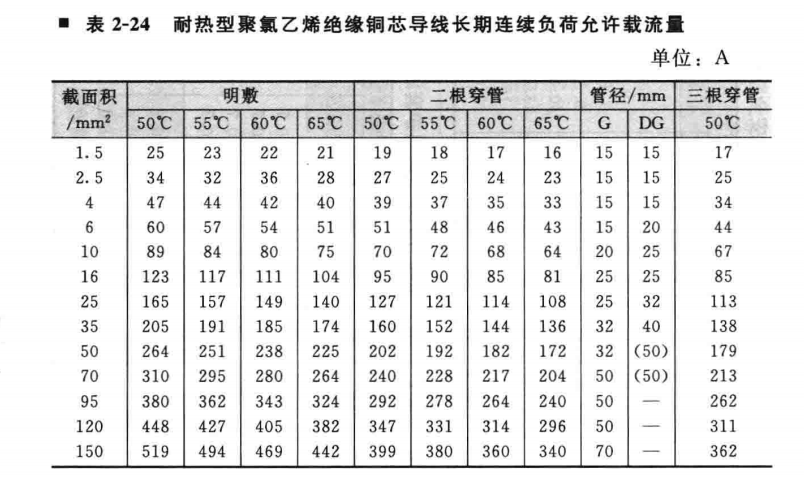 ■ 表 2-24 耐热型聚氯乙烯绝缘铜芯导线长期连续负荷允许载流量
单位：A
截面积/mm² 明敷 二根穿管 管径/mm 三根穿管
50℃ 55℃ 60℃ 65℃ 50℃ 55℃ 60℃ 65℃ G DG 50℃
1.5 25 23 22 21 19 18 17 16 15 15 17
2.5 34 32 36 28 27 25 24 23 15 15 25
4 47 44 42 40 39 37 35 33 15 15 34
6 60 57 54 51 51 48 46 43 15 20 44
10 89 84 80 75 70 72 68 64 20 25 67
16 123 117 111 104 95 90 85 81 25 25 85
25 165 157 149 140 127 121 114 108 25 32 113
35 205 191 185 174 160 152 144 136 32 40 138
50 264 251 238 225 202 192 182 172 32 (50) 179
70 310 295 280 264 240 228 217 204 50 (50) 213
95 380 362 343 324 292 278 264 240 50 — 262
120 448 427 405 382 347 331 314 296 50 — 311
150 519 494 469 442 399 380 360 340 70 — 362